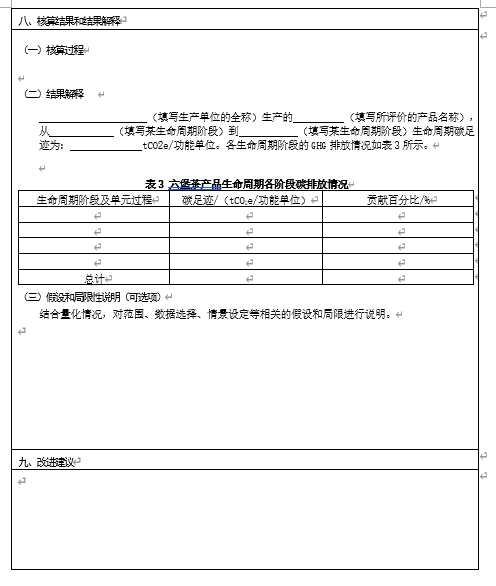 八、核算结果和结果解释
（一）核算过程
（二）结果解释
（填写生产单位的全称）生产的（填写所评价的产品名称），
从（填写某生命周期阶段）到（填写某生命周期阶段）生命周期碳足
迹为：tCO2e/功能单位。各生命周期阶段的GHG排放情况如表3所示。
表3 六堡茶产品生命周期各阶段碳排放情况
生命周期阶段及单元过程 碳足迹/（tCO₂e/功能单位） 贡献百分比/%
总计
（三）假设和局限性说明（可选项）
结合量化情况，对范围、数据选择、情景设定等相关的假设和局限进行说明。
九、改进建议